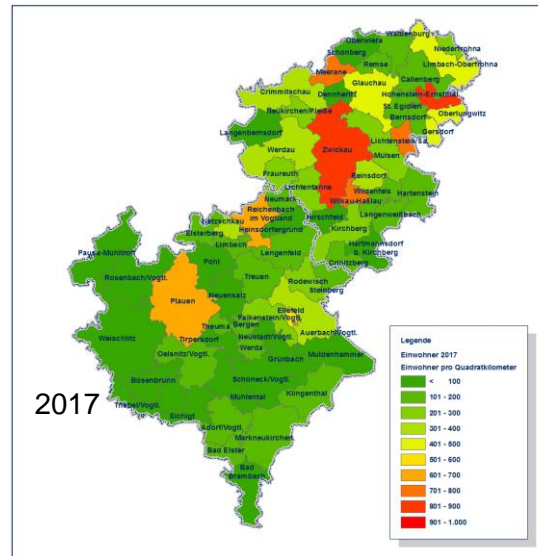 Waldenburg
Oberwiera
Schönberg
Niederfrohna
Remse
Limbach-Oberfrohna
Meerane
Callenberg
Glauchau
Dennheritz
Hohenstein-Ernstthal
Crimmitschau
St. Egidien
Oberlungwitz
Neukirchen/Pleiße
Bernsdorf
Gersdorf
Langenbernsdorf
Lichtenstein/Sa.
Werdau
Zwickau
Mülsen
Fraureuth
Reinsdorf
Lichtentanne
Wildenfels
Hartenstein
Neumark
Wilkau-Haßlau
Reichenbach
im Vogtland
Langenweißbach
Netzschkau
Heinsdorfergrund
Hirschfeld
Elsterberg
Kirchberg
Limbach
Hartmannsdorf
b. Kirchberg
Pausa-Mühltroff
Lengenfeld
Crinitzberg
Pöhl
Rosenbach/Vogtl.
Treuen
Rodewisch
Steinberg
Neuensalz
Plauen
Ellefeld
Falkenstein/Vogtl.
Theuma
Bergen
Auerbach/Vogtl.
Weischlitz
Tirpersdorf
Neustadt/Vogtl.
Werda
Oelsnitz/Vogtl.
Grünbach
Muldenhammer
Bösenbrunn
Schöneck/Vogtl.
Mühlental
Klingenthal
Triebel/Vogtl.
Eichigt
Adorf/Vogtl.
Markneukirchen
Bad Elster
Bad
Brambach
2017
Legende
Einwohner 2017
Einwohner pro Quadratkilometer
< 100
101 - 200
201 - 300
301 - 400
401 - 500
501 - 600
601 - 700
701 - 800
801 - 900
901 - 1.000